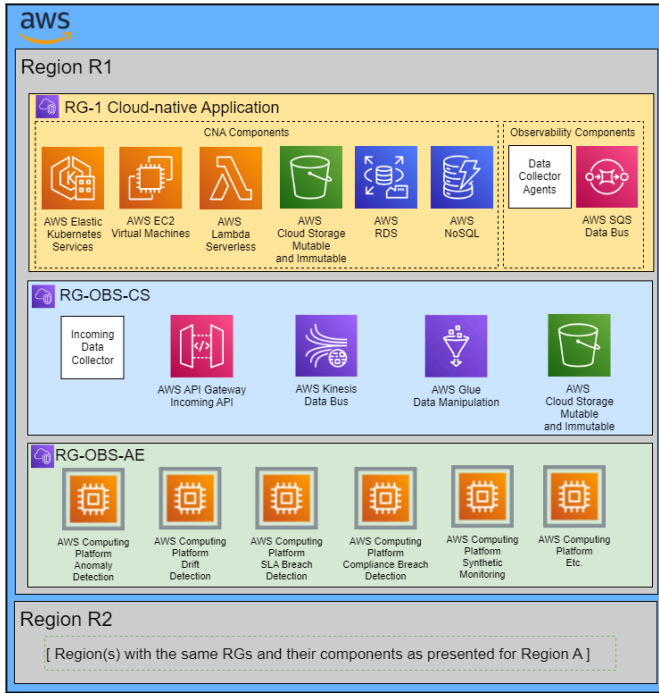 aws
Region R1
RG-1 Cloud-native Application
CNA Components
Observability Components
AWS Elastic
Kubernetes
Services
AWS EC2
Virtual Machines
AWS
Lambda
Serverless
AWS
Cloud Storage
Mutable
and Immutable
AWS
RDS
AWS
NoSQL
Data
Collector
Agents
AWS SQS
Data Bus
RG-OBS-CS
Incoming
Data
Collector
AWS API Gateway
Incoming API
AWS Kinesis
Data Bus
AWS Glue
Data Manipulation
AWS
Cloud Storage
Mutable
and Immutable
RG-OBS-AE
AWS Computing
Platform
Anomaly
Detection
AWS Computing
Platform
Drift
Detection
AWS Computing
Platform
SLA Breach
Detection
AWS Computing
Platform
Compliance Breach
Detection
AWS Computing
Platform
Synthetic
Monitoring
AWS Computing
Platform
Etc.
Region R2
[ Region(s) with the same RGs and their components as presented for Region A ]